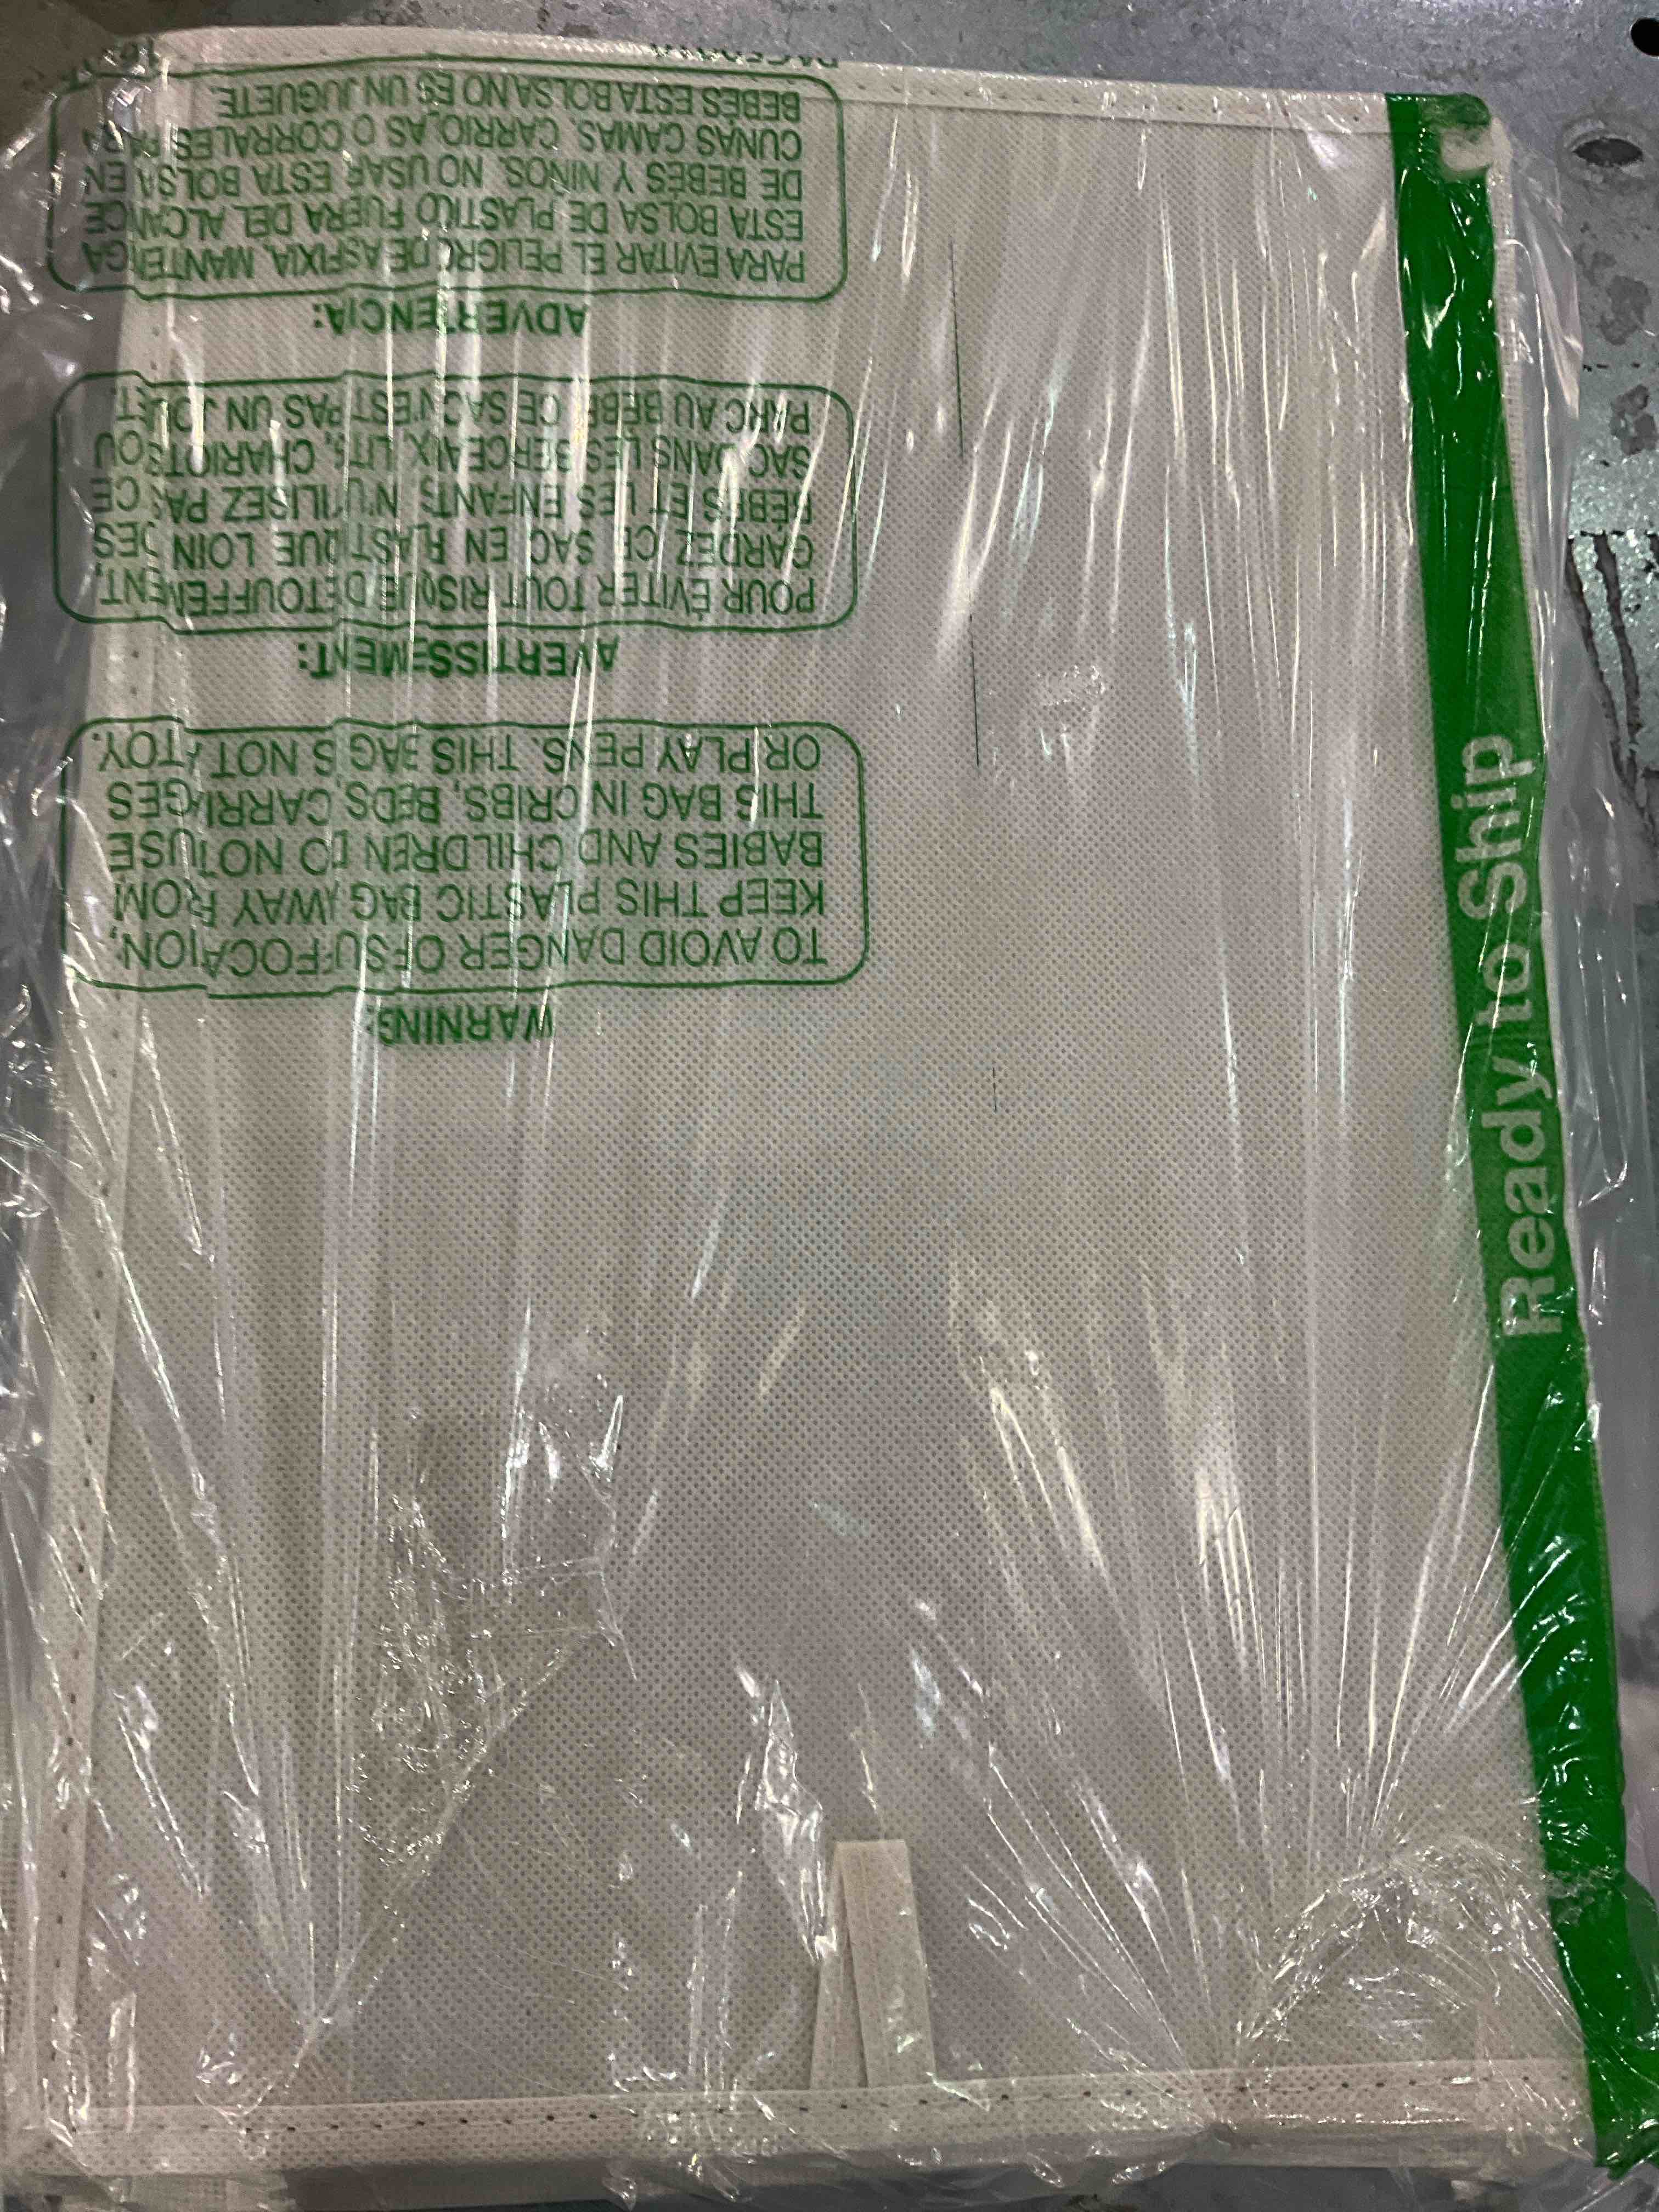 WARNING:
TO AVOID DANGER OF SUFFOCATION,
KEEP THIS PLASTIC BAG AWAY FROM
BABIES AND CHILDREN DO NOT USE
THIS BAG IN CRIBS, BEDS, CARRIAGES
OR PLAY PENS. THIS BAG IS NOT A TOY.
AVERTISSEMENT:
POUR ÉVITER TOUT RISQUE D'ETOUFFEMENT,
GARDEZ CE SAC EN PLASTIQUE LOIN DES
BÉBÉS ET LES ENFANTS N'UTILISEZ PAS CE
SAC DANS LES BERCEAUX, LITS, CHARIOTS OU
PARC AU BÉBÉ. CE SAC N'EST PAS UN JOUET.
ADVERTENCIA:
PARA EVITAR EL PELIGRO DE ASFIXIA, MANTENGA
ESTA BOLSA DE PLASTICO FUERA DEL ALCANCE
DE BEBES Y NIÑOS. NO USAR ESTA BOLSA EN
CUNAS CAMAS, CARRIOLAS O CORRALES PARA
BEBÉS ESTA BOLSA NO ES UN JUGUETE.
Ready to Ship